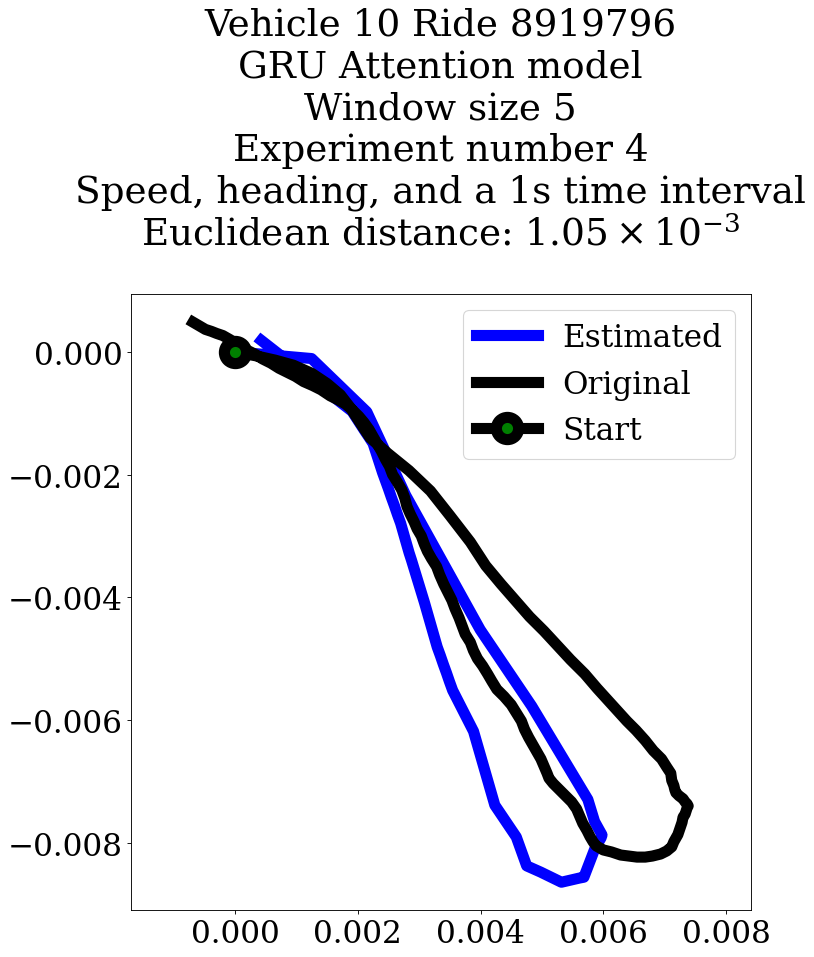 Vehicle 10 Ride 8919796
GRU Attention model
Window size 5
Experiment number 4
Speed, heading, and a 1s time interval
Euclidean distance: 1.05 × 10⁻³
Estimated
Original
Start
0.000
−0.002
−0.004
−0.006
−0.008
0.000 0.002 0.004 0.006 0.008